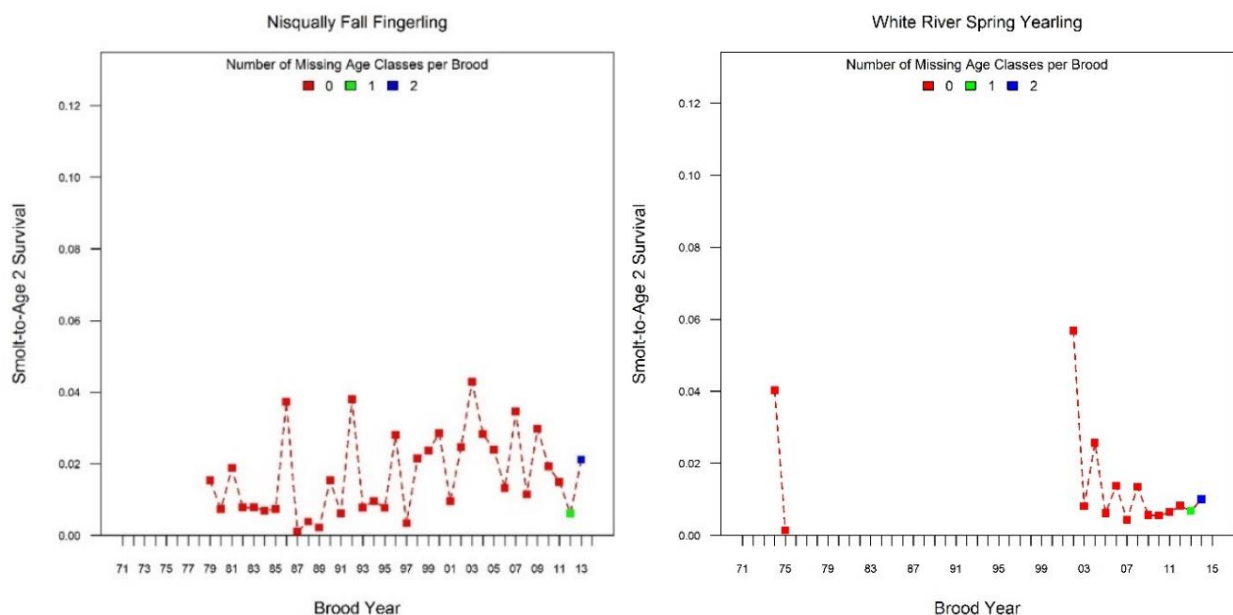 Nisqually Fall Fingerling
Number of Missing Age Classes per Brood
0 1 2
Smolt-to-Age 2 Survival
0.12
0.10
0.08
0.06
0.04
0.02
0.00
71 73 75 77 79 81 83 85 87 89 91 93 95 97 99 01 03 05 07 09 11 13
Brood Year
White River Spring Yearling
Number of Missing Age Classes per Brood
0 1 2
Smolt-to-Age 2 Survival
0.12
0.10
0.08
0.06
0.04
0.02
0.00
71 75 79 83 87 91 95 99 03 07 11 15
Brood Year